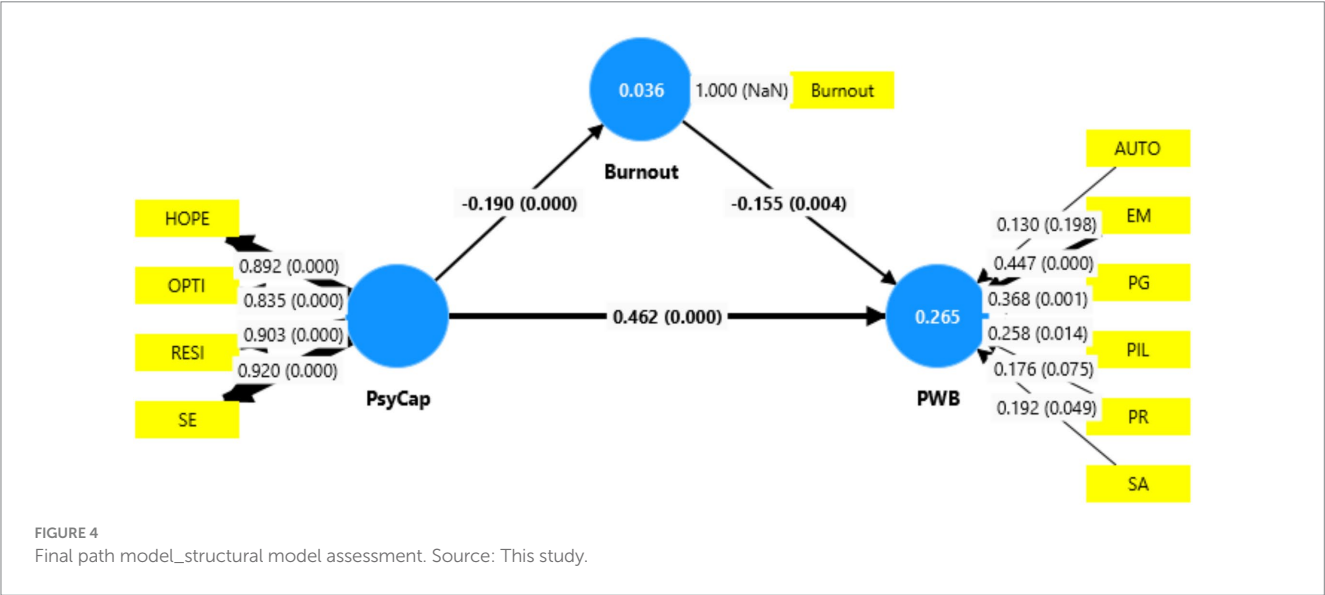 0.036
1.000 (NaN)
Burnout
Burnout
AUTO
-0.190 (0.000)
-0.155 (0.004)
HOPE
0.130 (0.198)
EM
0.892 (0.000)
0.447 (0.000)
OPTI
0.835 (0.000)
0.368 (0.001)
PG
0.462 (0.000)
0.265
RESI
0.903 (0.000)
0.258 (0.014)
PIL
0.920 (0.000)
0.176 (0.075)
PsyCap
PWB
0.192 (0.049)
PR
SE
SA
FIGURE 4
Final path model_structural model assessment. Source: This study.